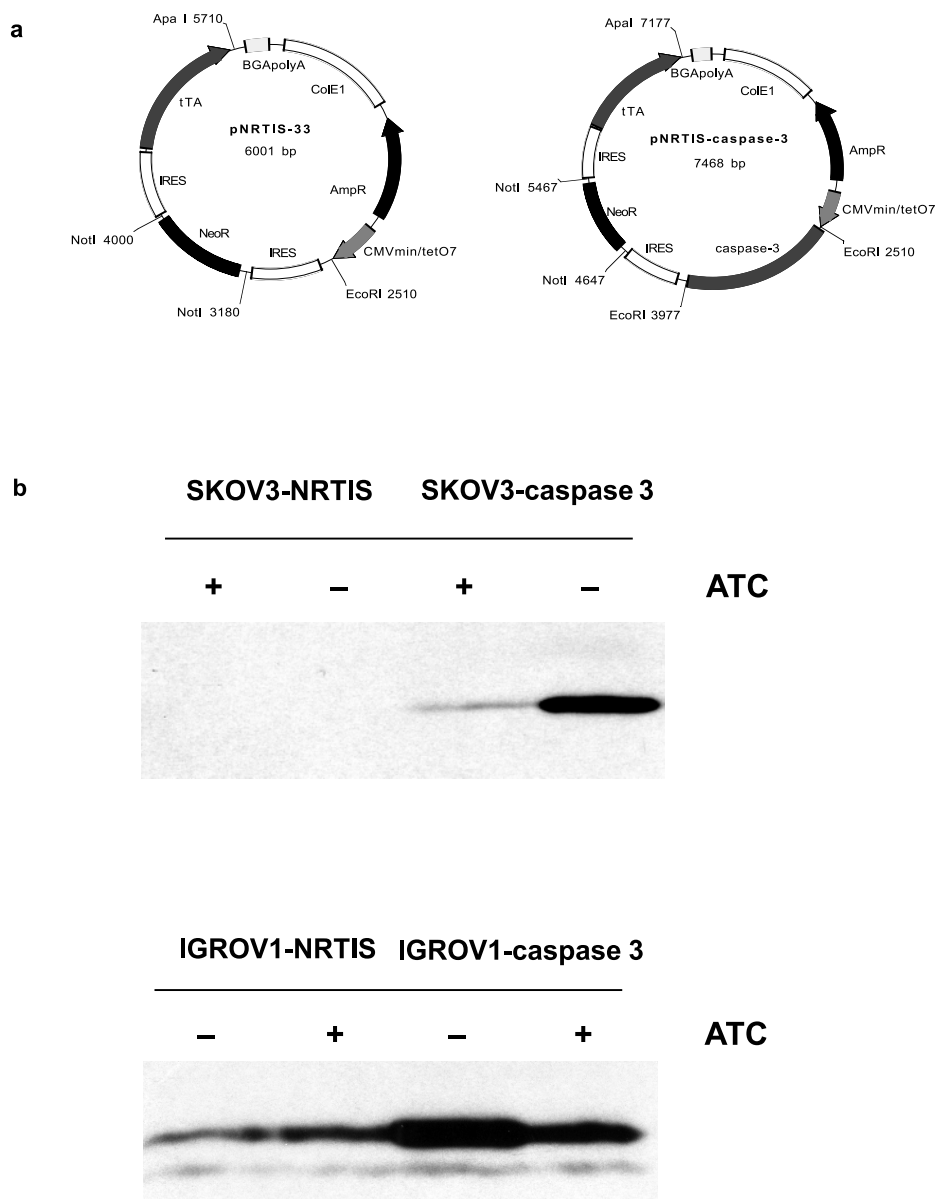 a
Apa I 5710
BGApolyA
ColE1
tTA
pNRTIS-33
6001 bp
IRES
AmpR
NotI 4000
NeoR
IRES
CMVmin/tetO7
EcoRI 2510
NotI 3180
ApaI 7177
BGApolyA
ColE1
tTA
pNRTIS-caspase-3
7468 bp
IRES
AmpR
NotI 5467
NeoR
CMVmin/tetO7
IRES
caspase-3
EcoRI 2510
NotI 4647
EcoRI 3977
b
SKOV3-NRTIS SKOV3-caspase 3
+ – + – ATC
IGROV1-NRTIS IGROV1-caspase 3
– + – + ATC